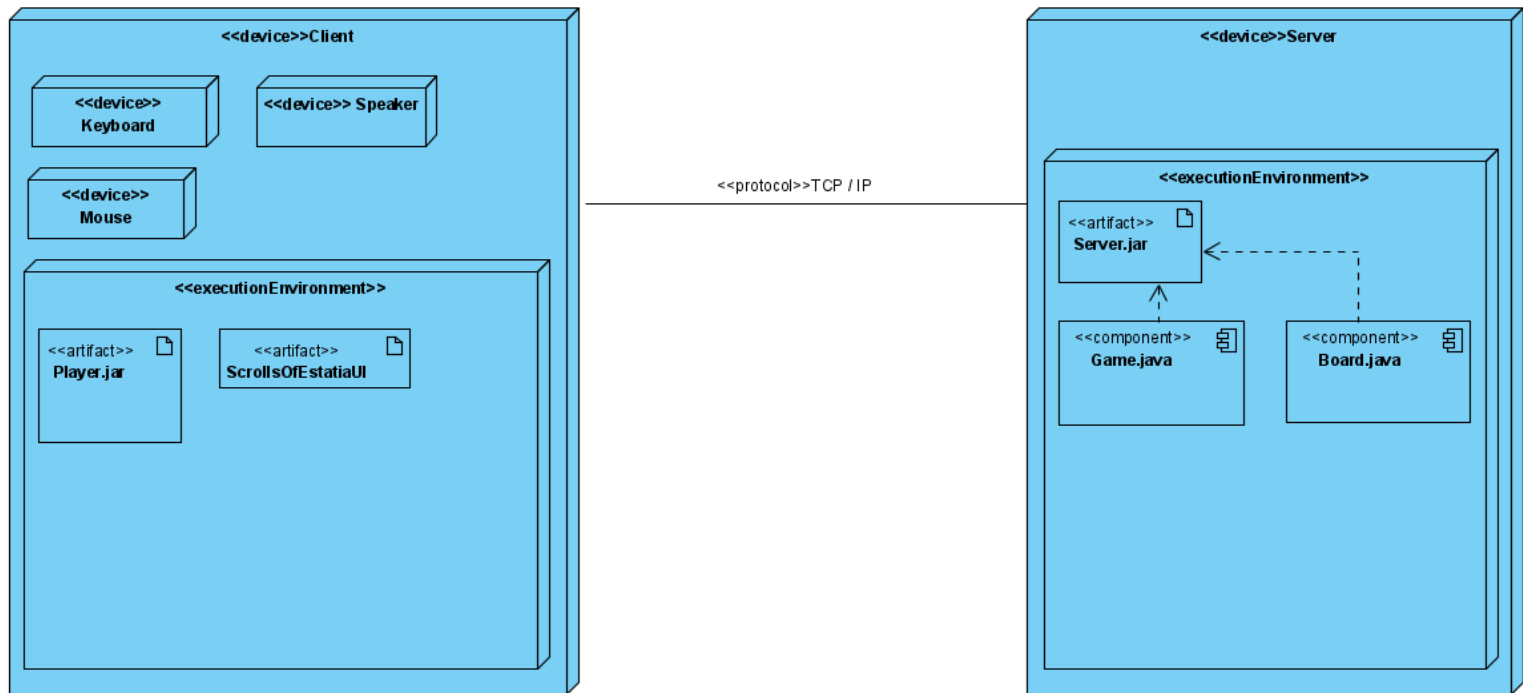 <<device>>Client
<<device>>
Keyboard
<<device>> Speaker
<<device>>
Mouse
<<executionEnvironment>>
<<artifact>>
Player.jar
<<artifact>>
ScrollsOfEstatiaUI
<<protocol>>TCP / IP
<<device>>Server
<<executionEnvironment>>
<<artifact>>
Server.jar
<<component>>
Game.java
<<component>>
Board.java